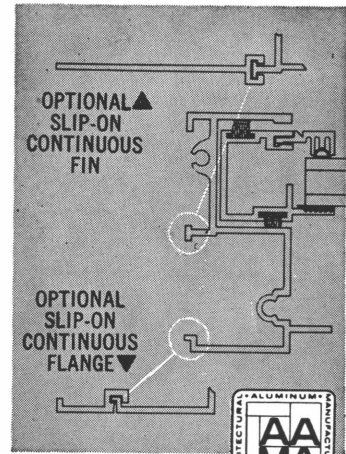 OPTIONAL▲
SLIP-ON
CONTINUOUS
FIN
OPTIONAL
SLIP-ON
CONTINUOUS
FLANGE▼
ALUMINUM
AA